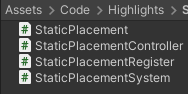 Assets > Code > Highlights >
StaticPlacement
StaticPlacementController
StaticPlacementRegister
StaticPlacementSystem